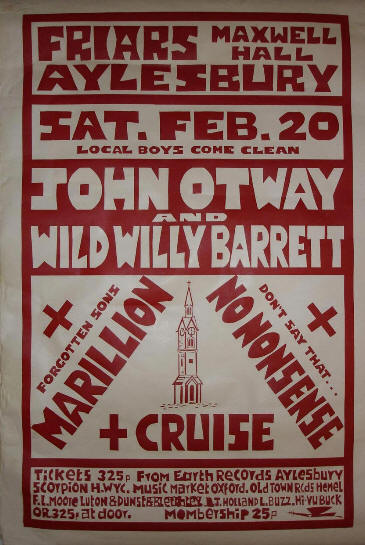 FRIARS MAXWELL
HALL
AYLESBURY
SAT. FEB. 20
LOCAL BOYS COME CLEAN
JOHN OTWAY
AND
WILD WILLY BARRETT
+ FORGOTTEN SONS
MARILLION
DON'T SAY THAT...
+ NO NONSENSE
+ CRUISE
TICKETS 325p FROM EARTH RECORDS AYLESBURY
SCORPION H.WYC. MUSIC MARKET OXFORD. OLD TOWN RCDS HEMEL
F.L. MOORE LUTON & DUNSTABLE HOLLAND L. BUZZ. HI-VU BUCK
OR 325p at door. MEMBERSHIP 25p